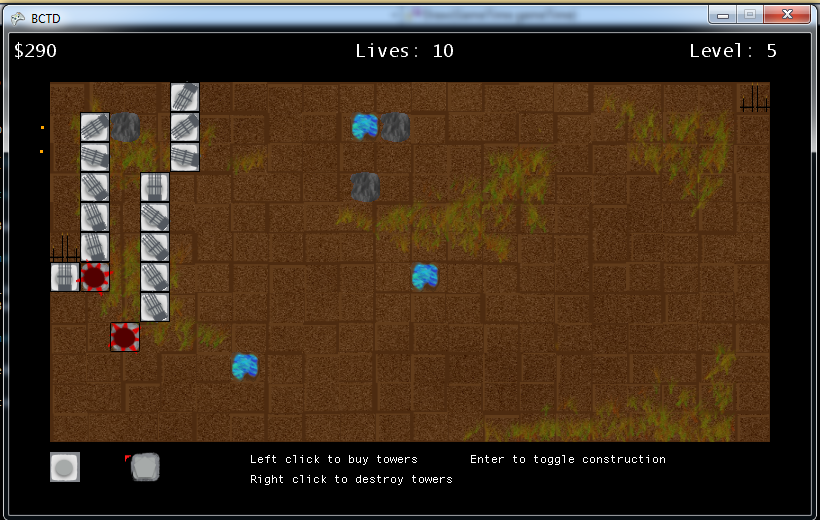 BCTD
$290 Lives: 10 Level: 5
Left click to buy towers Enter to toggle construction
Right click to destroy towers